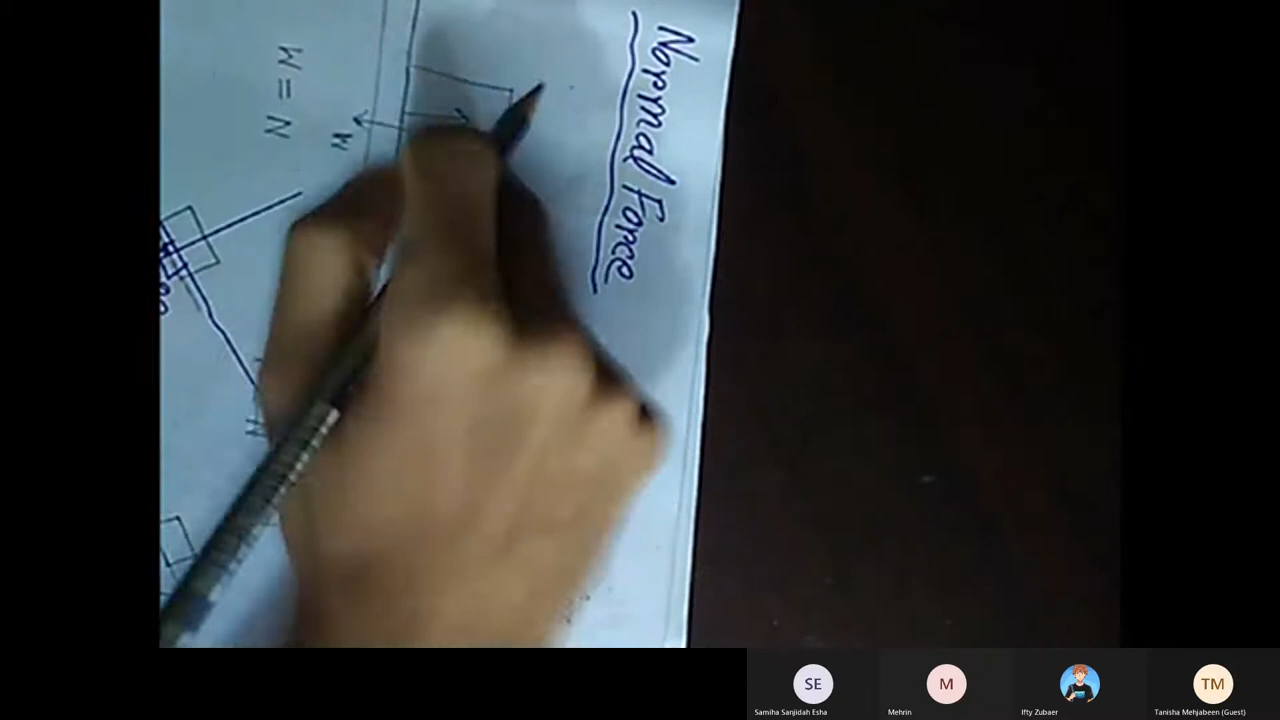 Normal Force
N = W
W
N
SE
M
TM
Samiha Sanjidah Esha
Mehrin
Ifty Zubaer
Tanisha Mehjabeen (Guest)